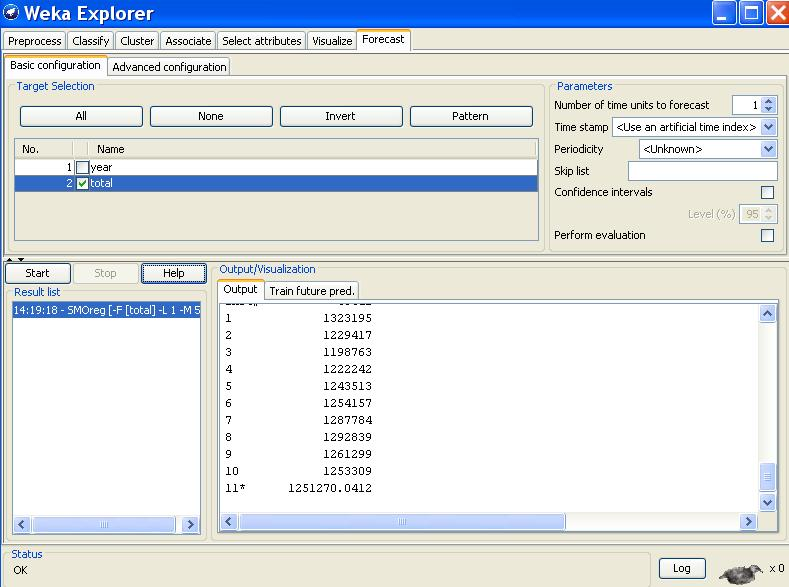 Weka Explorer
Preprocess Classify Cluster Associate Select attributes Visualize Forecast
Basic configuration Advanced configuration
Target Selection
All None Invert Pattern
No. Name
1 year
2 total
Parameters
Number of time units to forecast 1
Time stamp <Use an artificial time index>
Periodicity <Unknown>
Skip list
Confidence intervals
Level (%) 95
Perform evaluation
Start Stop Help
Result list
14:19:18 - SMOreg [-F [total] -L 1 -M 5
Output/Visualization
Output Train future pred.
1 1323195
2 1229417
3 1198763
4 1222242
5 1243513
6 1254157
7 1287784
8 1292839
9 1261299
10 1253309
11* 1251270.0412
Status
OK
Log
x 0